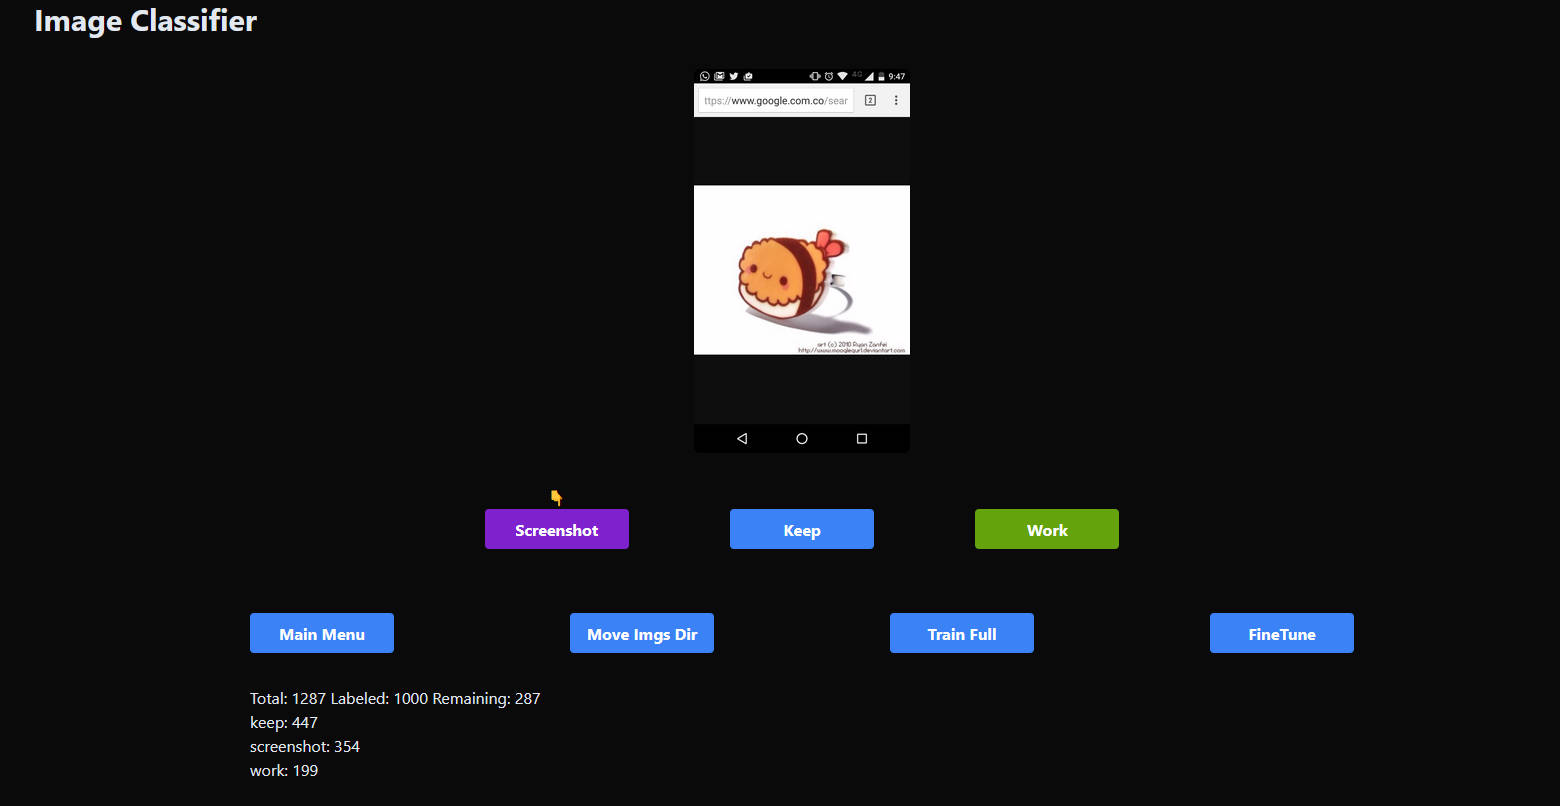 Image Classifier
4G 9:47
ttps://www.google.com.co/sear 2
art (c) 2010 Ryan Zanfei
http://www.mooglegurl.deviantart.com
Screenshot Keep Work
Main Menu Move Imgs Dir Train Full FineTune
Total: 1287 Labeled: 1000 Remaining: 287
keep: 447
screenshot: 354
work: 199